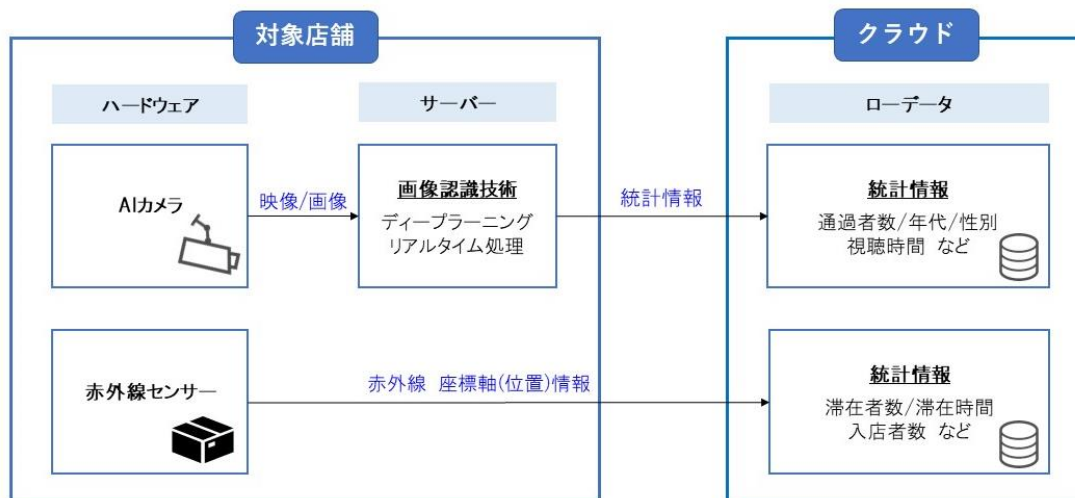 対象店舗
クラウド
ハードウェア
サーバー
ローデータ
AIカメラ
映像/画像
画像認識技術
ディープラーニング
リアルタイム処理
統計情報
統計情報
通過者数/年代/性別
視聴時間 など
赤外線センサー
赤外線 座標軸(位置)情報
統計情報
滞在者数/滞在時間
入店者数 など